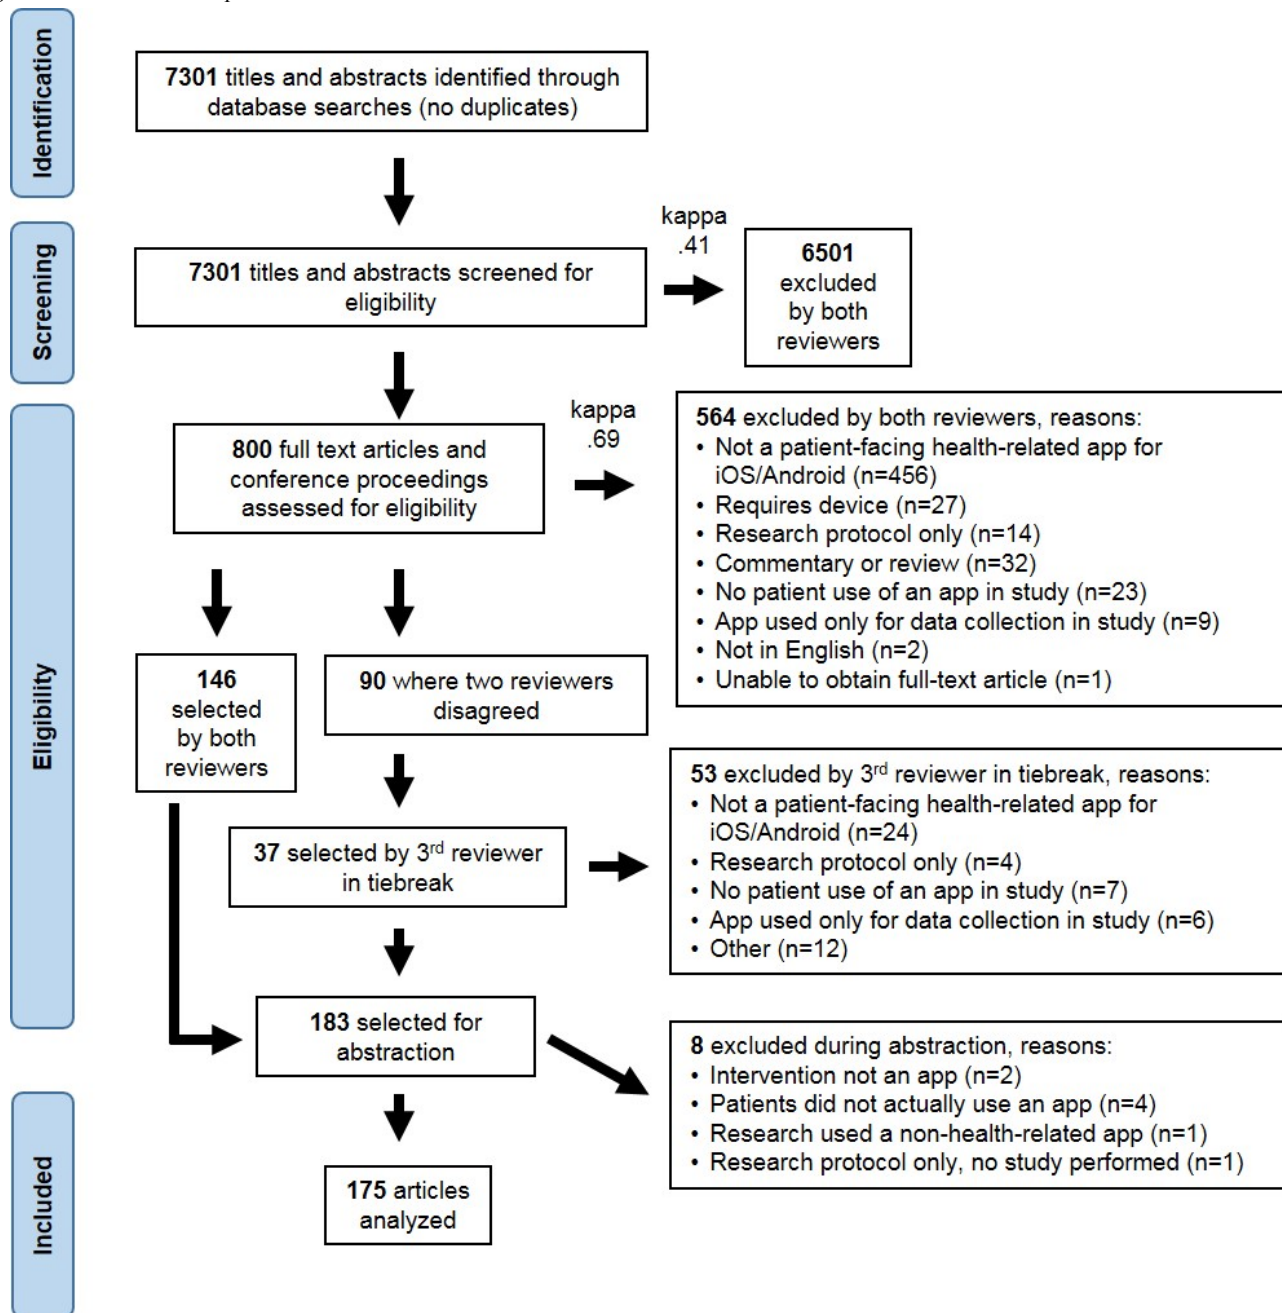 Identification
7301 titles and abstracts identified through
database searches (no duplicates)
Screening
7301 titles and abstracts screened for
eligibility
kappa
.41
6501
excluded
by both
reviewers
Eligibility
800 full text articles and
conference proceedings
assessed for eligibility
kappa
.69
564 excluded by both reviewers, reasons:
• Not a patient-facing health-related app for
iOS/Android (n=456)
• Requires device (n=27)
• Research protocol only (n=14)
• Commentary or review (n=32)
• No patient use of an app in study (n=23)
• App used only for data collection in study (n=9)
• Not in English (n=2)
• Unable to obtain full-text article (n=1)
146
selected
by both
reviewers
90 where two reviewers
disagreed
37 selected by 3rd reviewer
in tiebreak
53 excluded by 3rd reviewer in tiebreak, reasons:
• Not a patient-facing health-related app for
iOS/Android (n=24)
• Research protocol only (n=4)
• No patient use of an app in study (n=7)
• App used only for data collection in study (n=6)
• Other (n=12)
183 selected for
abstraction
8 excluded during abstraction, reasons:
• Intervention not an app (n=2)
• Patients did not actually use an app (n=4)
• Research used a non-health-related app (n=1)
• Research protocol only, no study performed (n=1)
Included
175 articles
analyzed